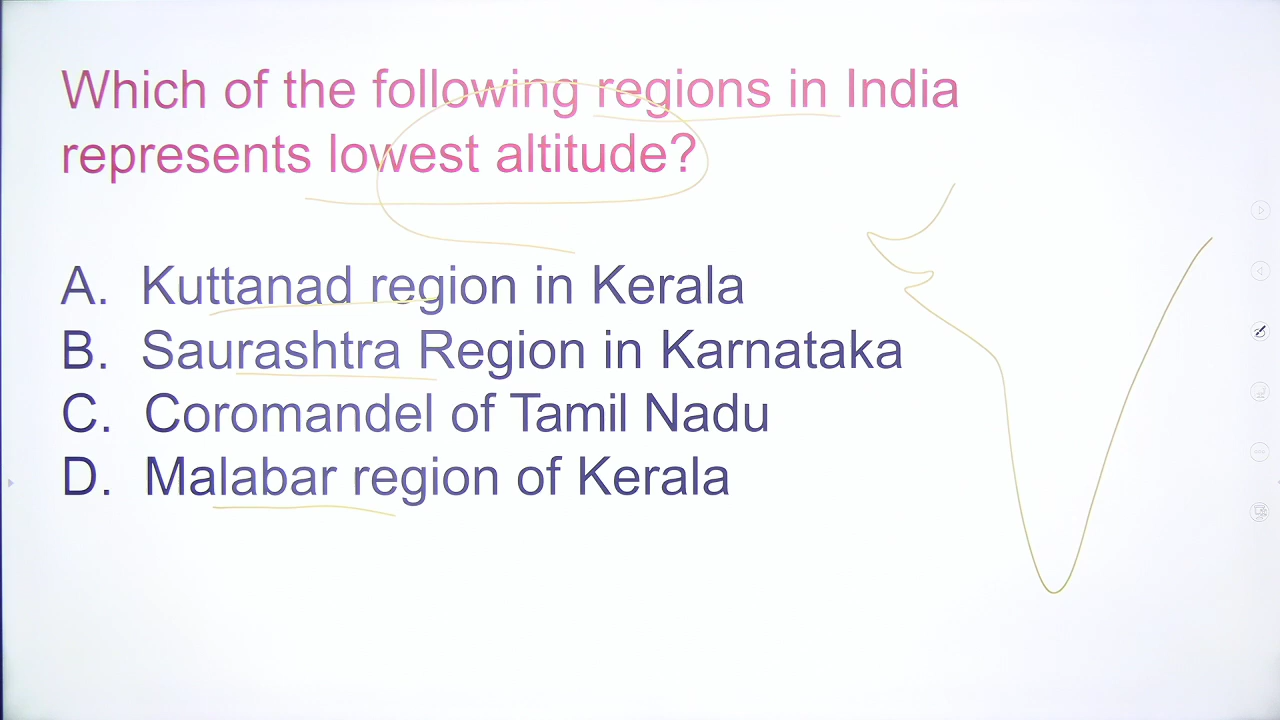 Which of the following regions in India
represents lowest altitude?
A. Kuttanad region in Kerala
B. Saurashtra Region in Karnataka
C. Coromandel of Tamil Nadu
D. Malabar region of Kerala